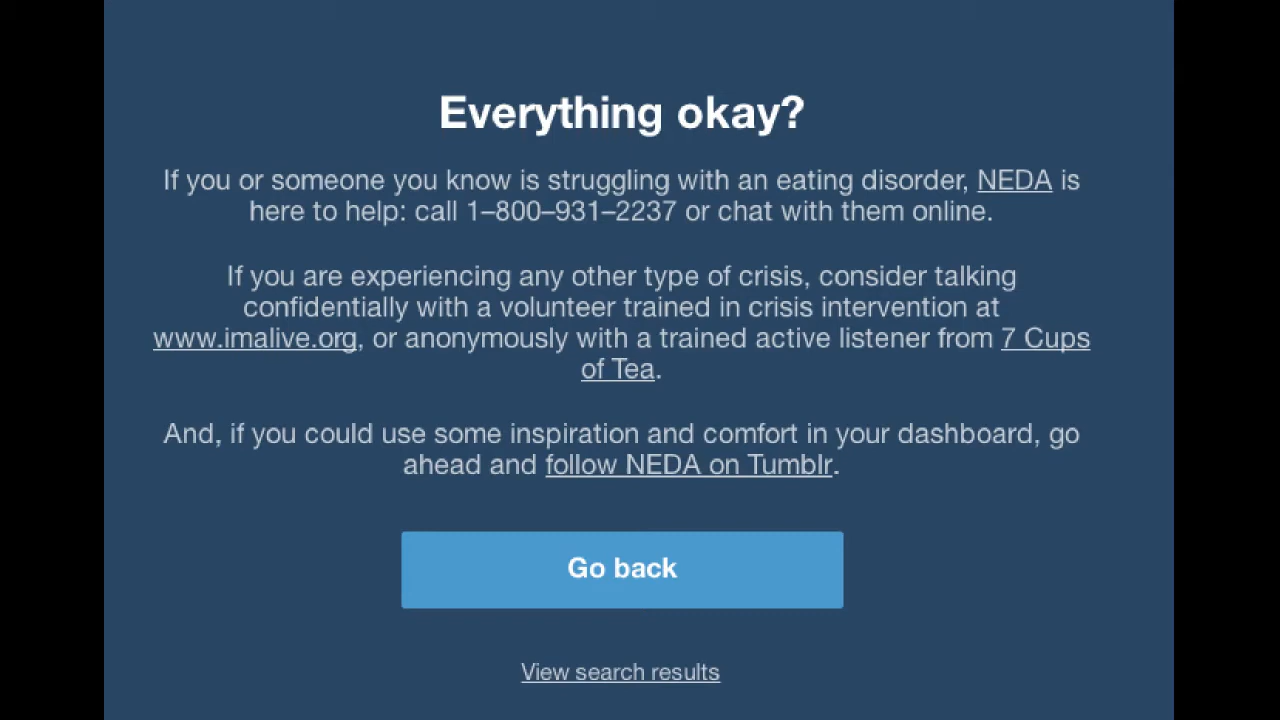 Everything okay?
If you or someone you know is struggling with an eating disorder, NEDA is
here to help: call 1–800–931–2237 or chat with them online.
If you are experiencing any other type of crisis, consider talking
confidentially with a volunteer trained in crisis intervention at
www.imalive.org, or anonymously with a trained active listener from 7 Cups
of Tea.
And, if you could use some inspiration and comfort in your dashboard, go
ahead and follow NEDA on Tumblr.
Go back
View search results